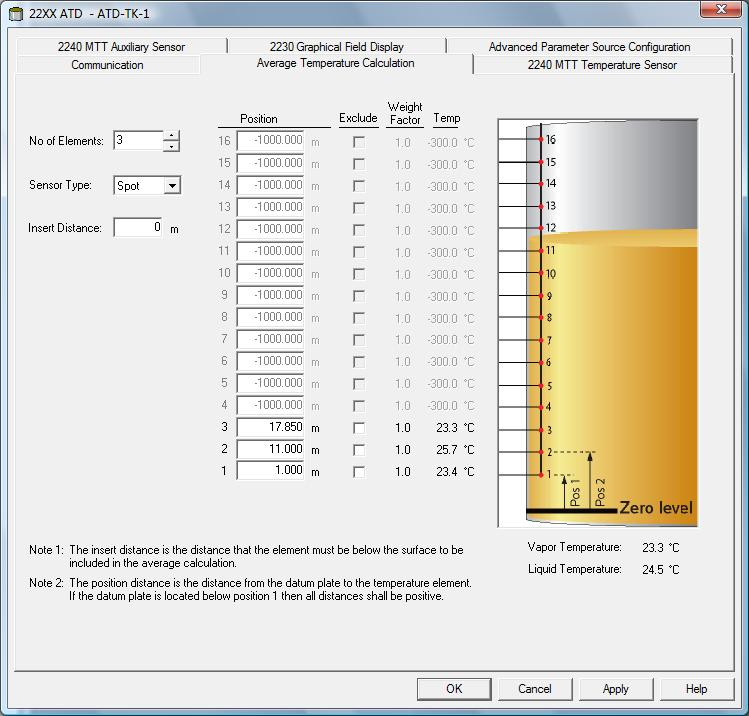 22XX ATD - ATD-TK-1
2240 MTT Auxiliary Sensor 2230 Graphical Field Display Advanced Parameter Source Configuration
Communication Average Temperature Calculation 2240 MTT Temperature Sensor
No of Elements: 3
Sensor Type: Spot
Insert Distance: 0 m
Position Exclude Weight Factor Temp
16 -1000.000 m 1.0 -300.0 °C
15 -1000.000 m 1.0 -300.0 °C
14 -1000.000 m 1.0 -300.0 °C
13 -1000.000 m 1.0 -300.0 °C
12 -1000.000 m 1.0 -300.0 °C
11 -1000.000 m 1.0 -300.0 °C
10 -1000.000 m 1.0 -300.0 °C
9 -1000.000 m 1.0 -300.0 °C
8 -1000.000 m 1.0 -300.0 °C
7 -1000.000 m 1.0 -300.0 °C
6 -1000.000 m 1.0 -300.0 °C
5 -1000.000 m 1.0 -300.0 °C
4 -1000.000 m 1.0 -300.0 °C
3 17.850 m 1.0 23.3 °C
2 11.000 m 1.0 25.7 °C
1 1.000 m 1.0 23.4 °C
16
15
14
13
12
11
10
9
8
7
6
5
4
3
2
1
Pos 1
Pos 2
Zero level
Vapor Temperature: 23.3 °C
Liquid Temperature: 24.5 °C
Note 1: The insert distance is the distance that the element must be below the surface to be
included in the average calculation.
Note 2: The position distance is the distance from the datum plate to the temperature element.
If the datum plate is located below position 1 then all distances shall be positive.
OK Cancel Apply Help